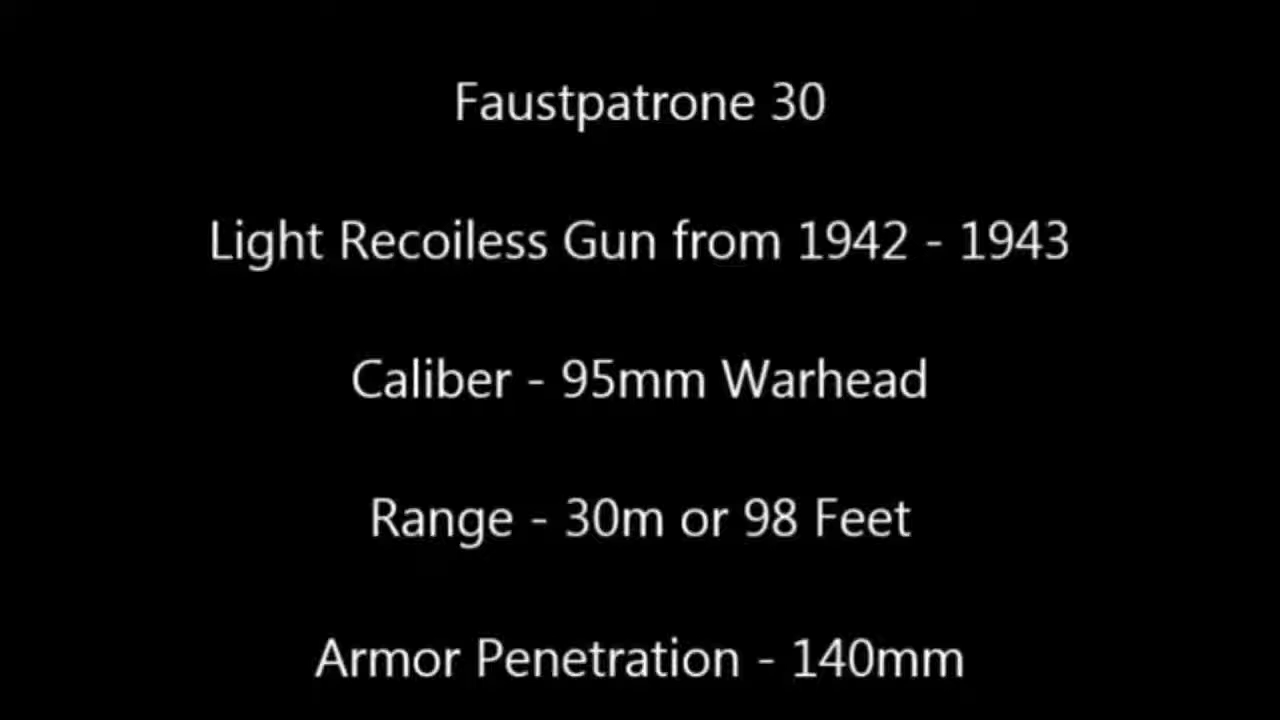 Faustpatrone 30
Light Recoiless Gun from 1942 - 1943
Caliber - 95mm Warhead
Range - 30m or 98 Feet
Armor Penetration - 140mm